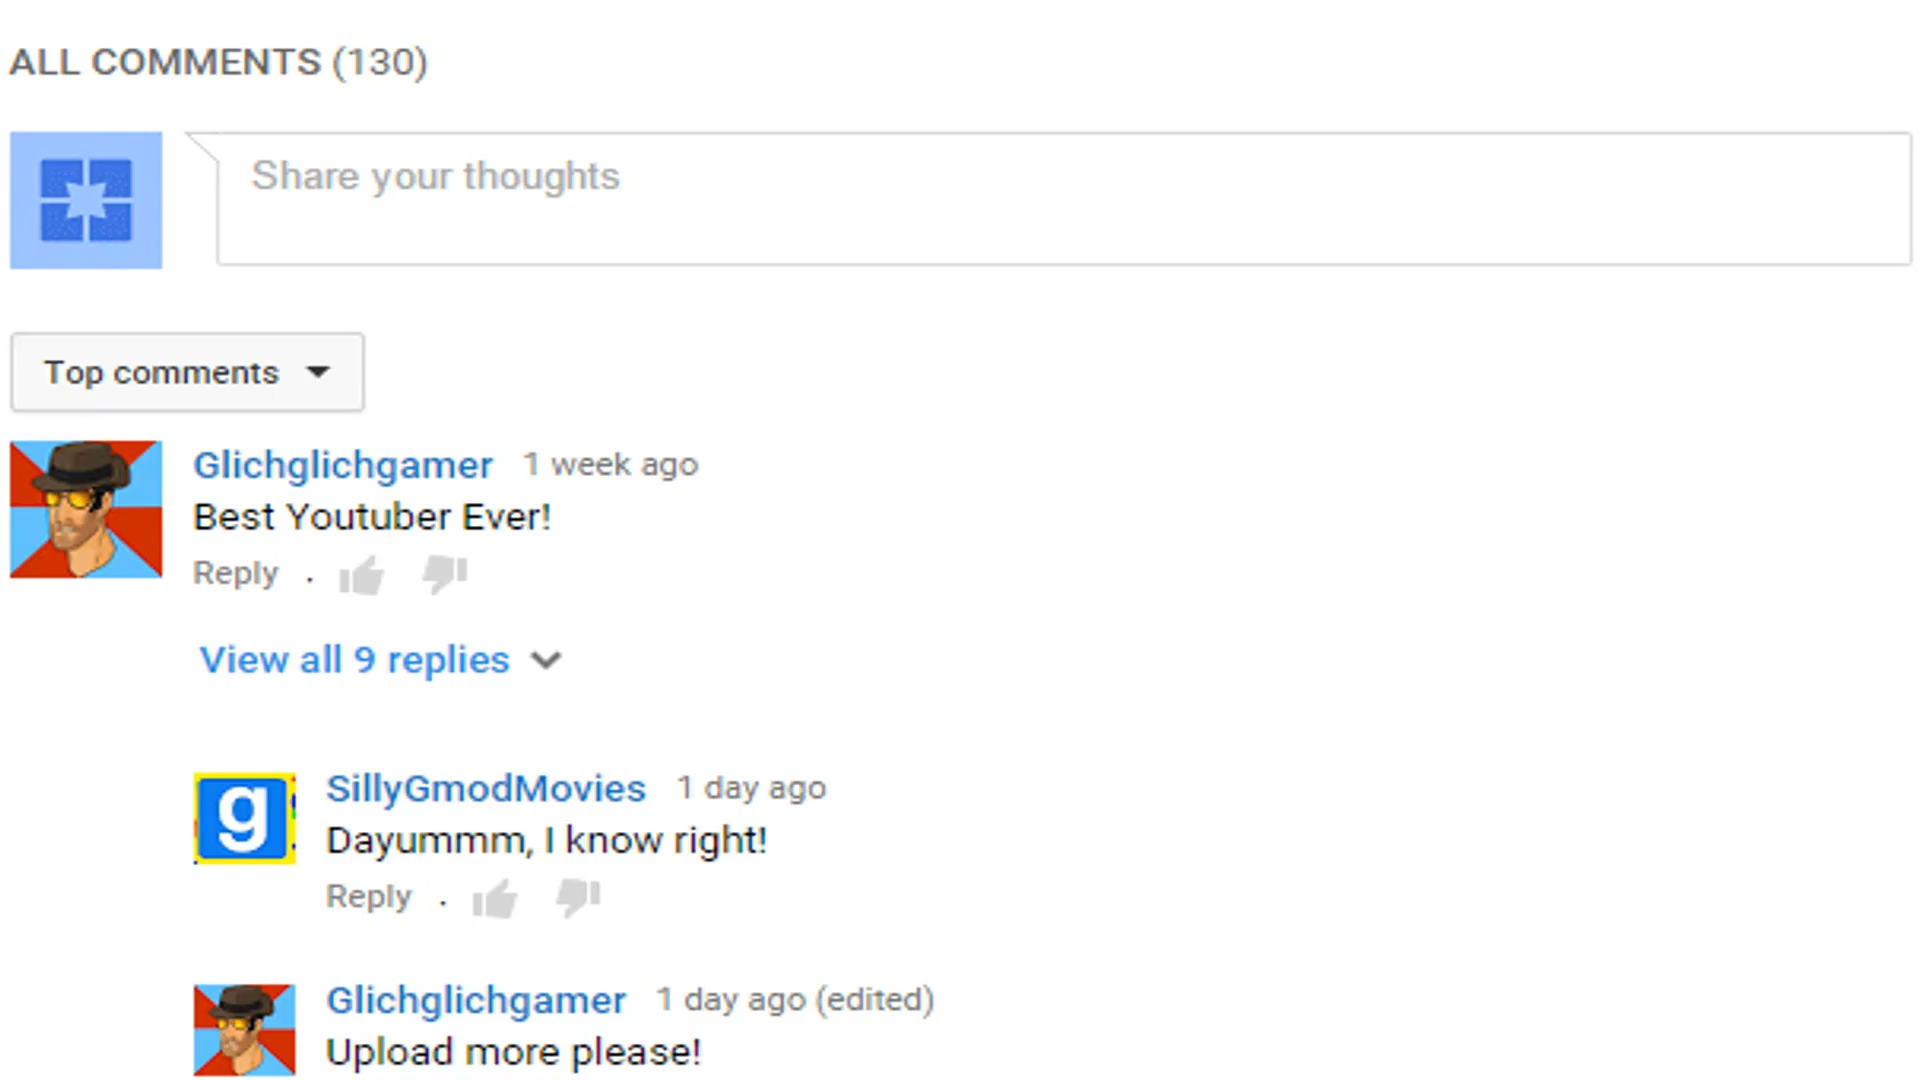 ALL COMMENTS (130)
Share your thoughts
Top comments
Glichglichgamer 1 week ago
Best Youtuber Ever!
Reply .
View all 9 replies
g
SillyGmodMovies 1 day ago
Dayummm, I know right!
Reply .
Glichglichgamer 1 day ago (edited)
Upload more please!